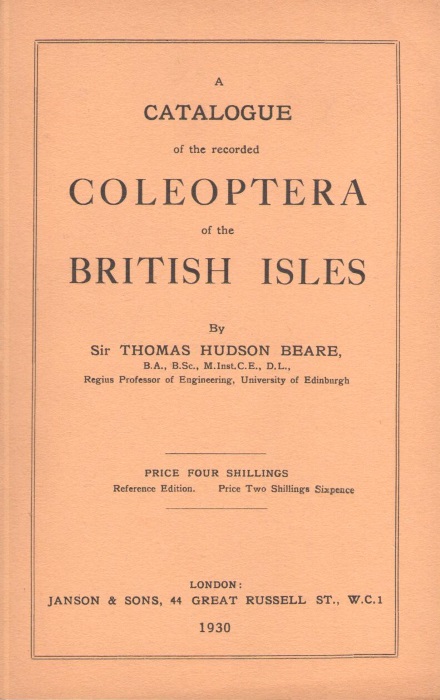 A
CATALOGUE
of the recorded
COLEOPTERA
of the
BRITISH ISLES
By
Sir THOMAS HUDSON BEARE,
B.A., B.Sc., M.Inst.C.E., D.L.,
Regius Professor of Engineering, University of Edinburgh
PRICE FOUR SHILLINGS
Reference Edition. Price Two Shillings Sixpence
LONDON:
JANSON & SONS, 44 GREAT RUSSELL ST., W.C.1
1930